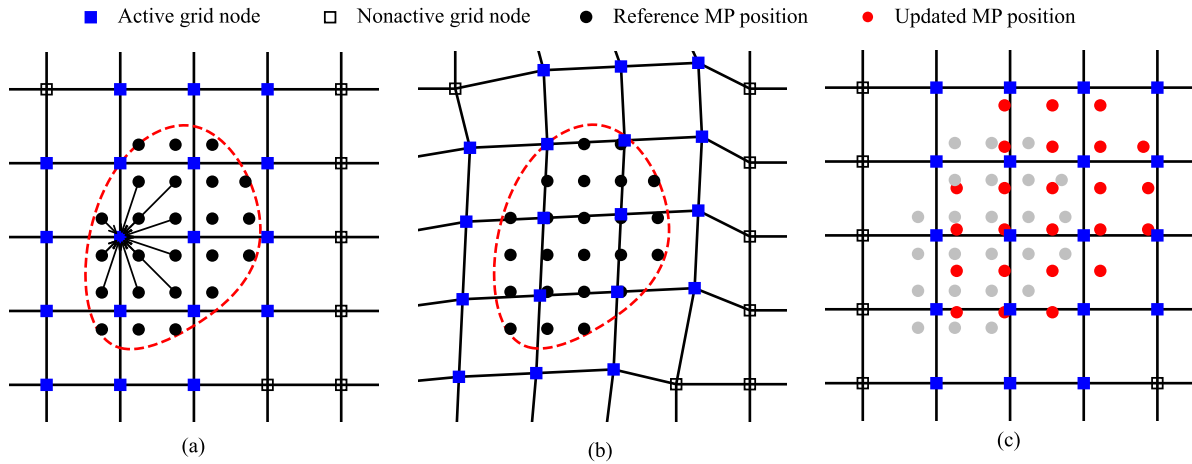 Active grid node Nonactive grid node Reference MP position Updated MP position
(a) (b) (c)